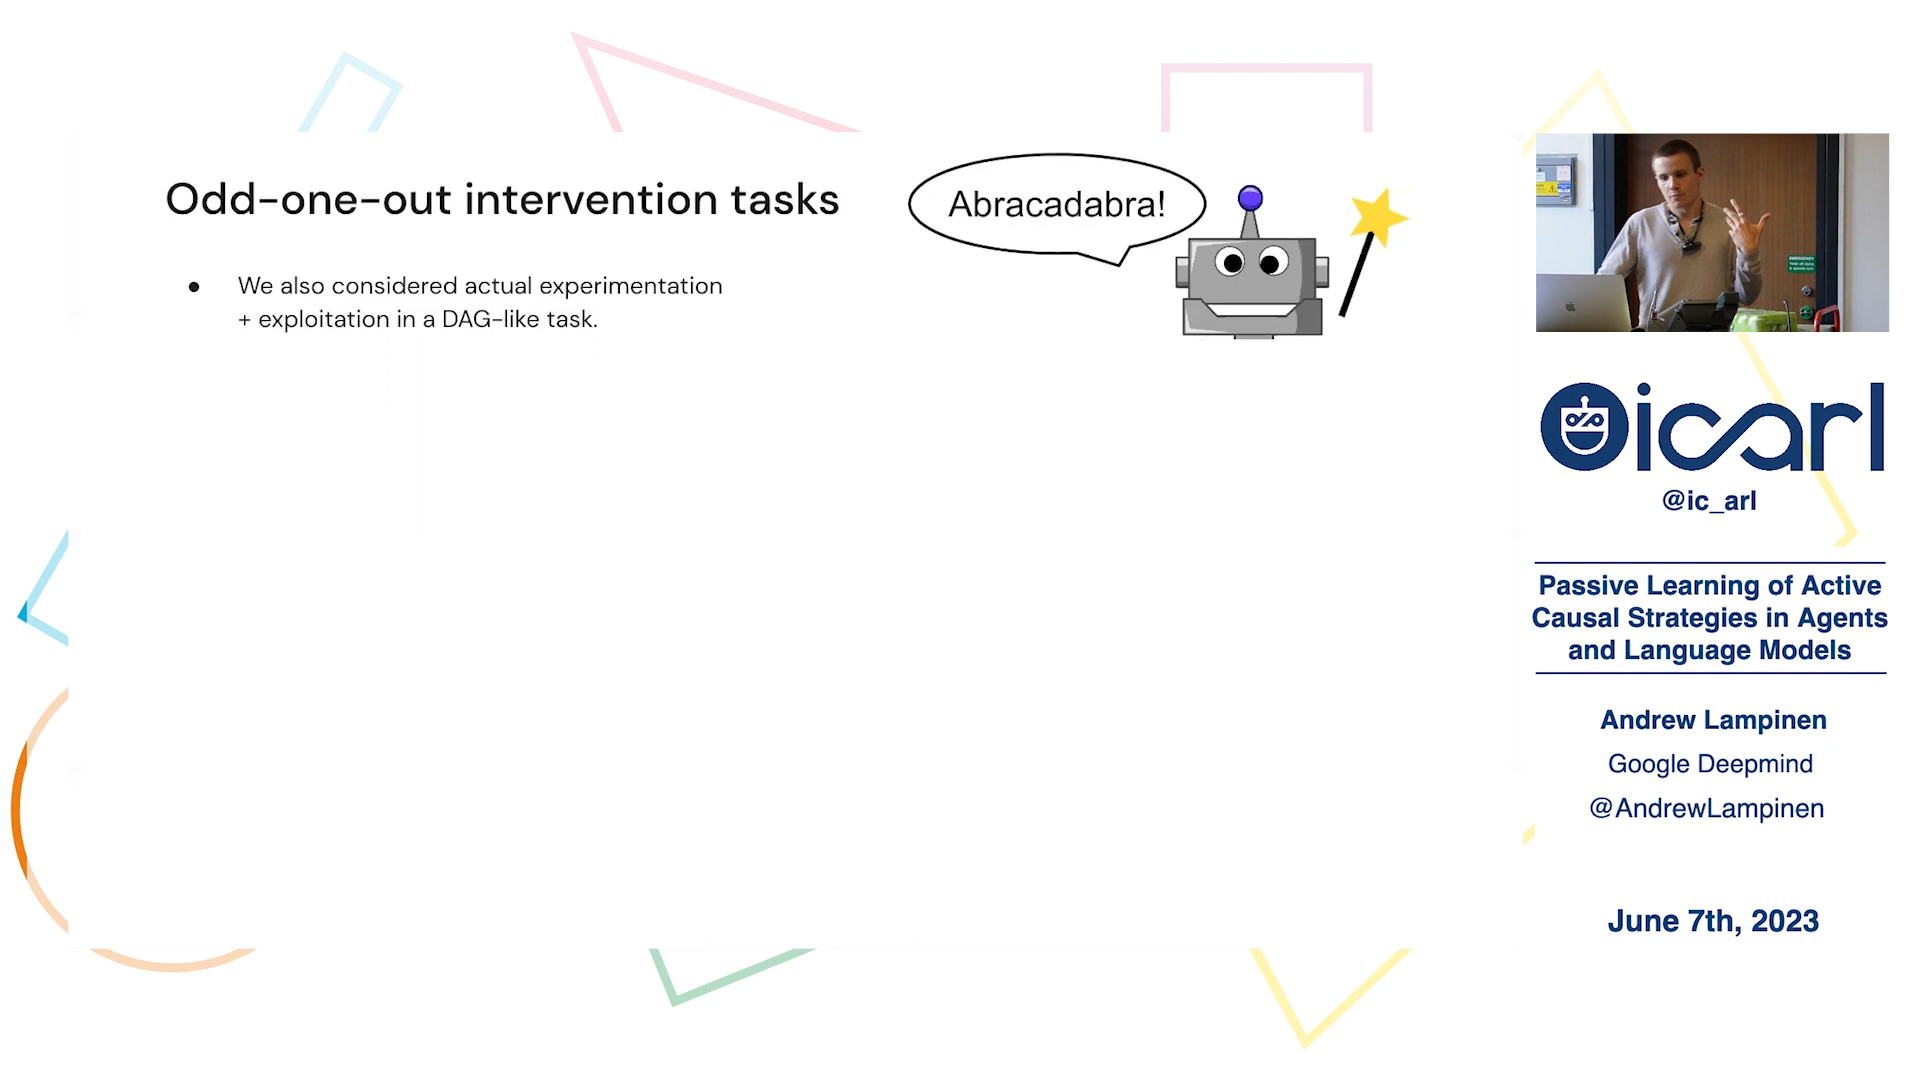 Odd-one-out intervention tasks
Abracadabra!
● We also considered actual experimentation
+ exploitation in a DAG-like task.
icarl
@ic_arl
Passive Learning of Active
Causal Strategies in Agents
and Language Models
Andrew Lampinen
Google Deepmind
@AndrewLampinen
June 7th, 2023